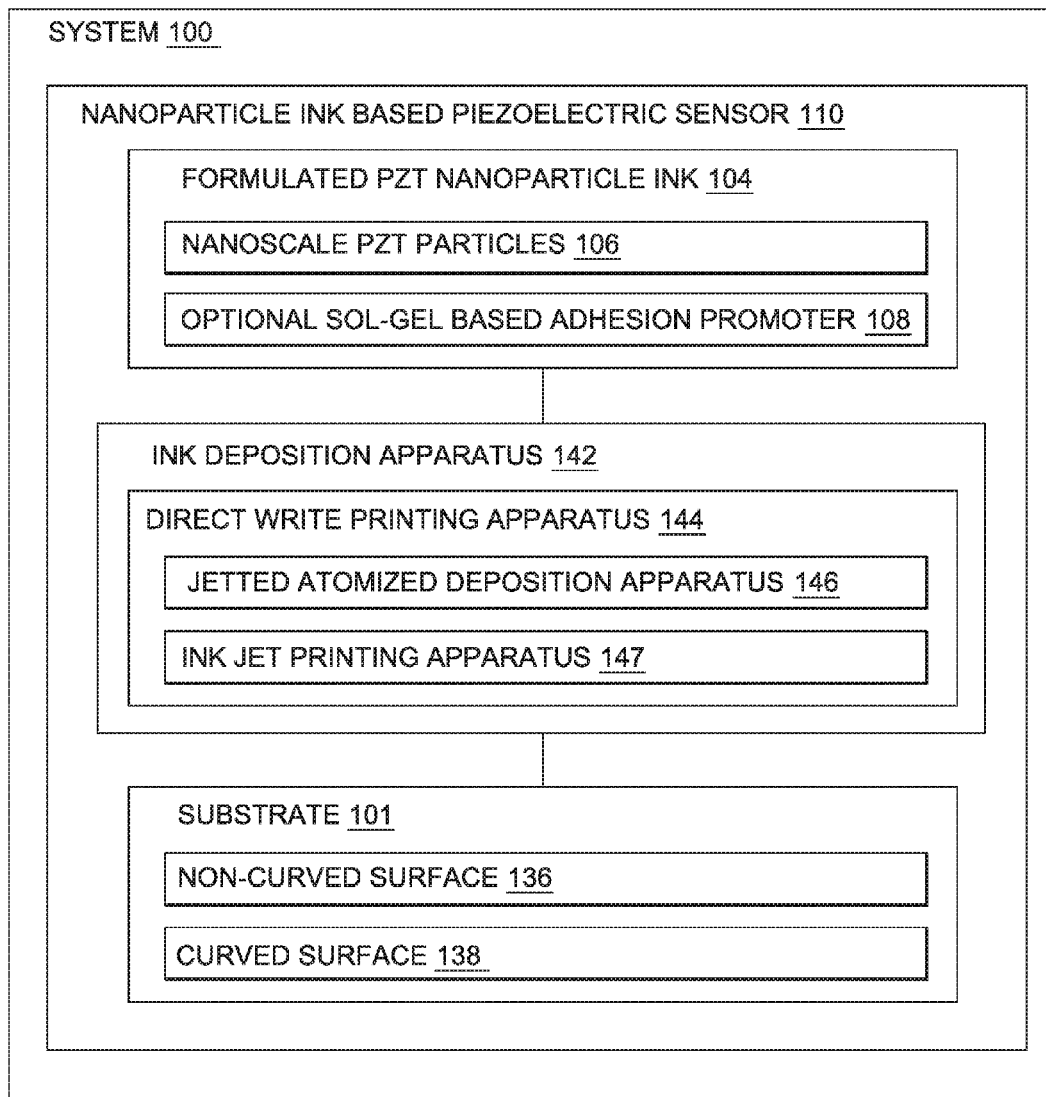 SYSTEM 100
NANOPARTICLE INK BASED PIEZOELECTRIC SENSOR 110
FORMULATED PZT NANOPARTICLE INK 104
NANOSCALE PZT PARTICLES 106
OPTIONAL SOL-GEL BASED ADHESION PROMOTER 108
INK DEPOSITION APPARATUS 142
DIRECT WRITE PRINTING APPARATUS 144
JETTED ATOMIZED DEPOSITION APPARATUS 146
INK JET PRINTING APPARATUS 147
SUBSTRATE 101
NON-CURVED SURFACE 136
CURVED SURFACE 138